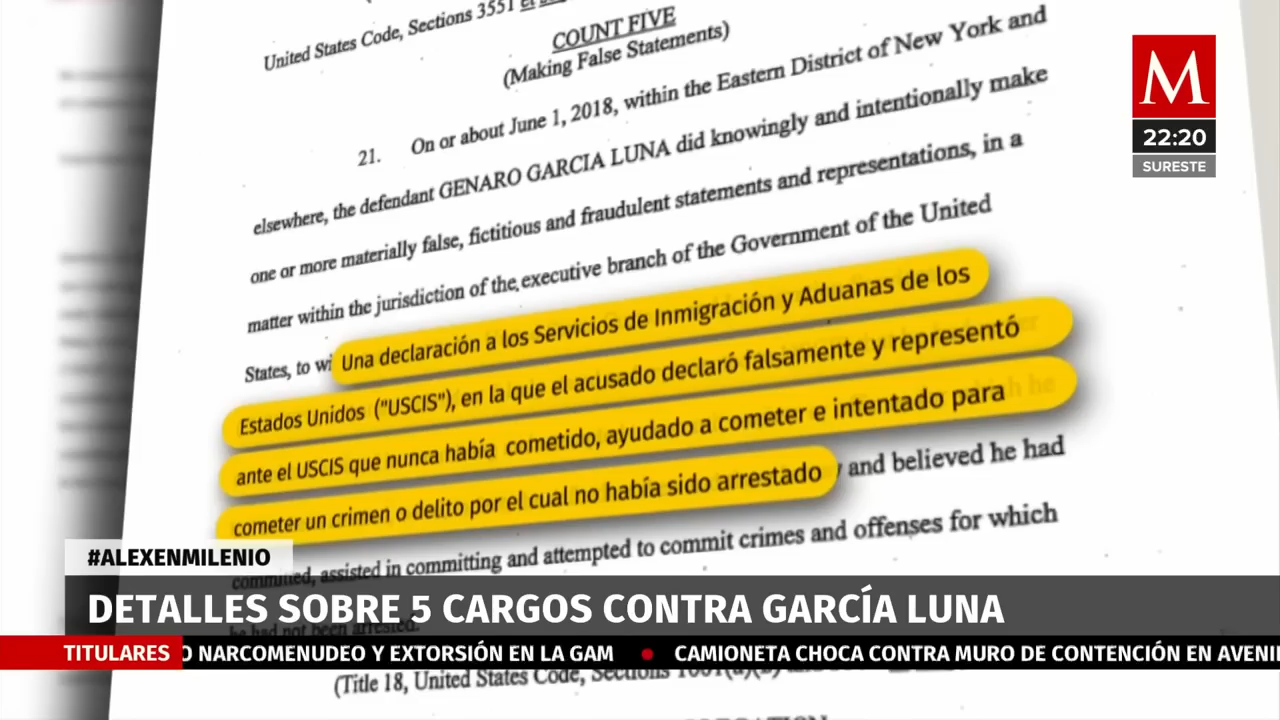 United States Code, Sections 3551
COUNT FIVE
(Making False Statements)
21. On or about June 1, 2018, within the Eastern District of New York and
elsewhere, the defendant GENARO GARCIA LUNA did knowingly and intentionally make
one or more materially false, fictitious and fraudulent statements and representations, in a
matter within the jurisdiction of the executive branch of the Government of the United
States, to wi
Una declaración a los Servicios de Inmigración y Aduanas de los
Estados Unidos ("USCIS"), en la que el acusado declaró falsamente y representó
ante el USCIS que nunca había cometido, ayudado a cometer e intentado para
cometer un crimen o delito por el cual no había sido arrestado
and believed he had
committed, assisted in committing and attempted to commit crimes and offenses for which
he had not been arrested.
(Title 18, United States Code, Sections
M
22:20
SURESTE
#ALEXENMILENIO
DETALLES SOBRE 5 CARGOS CONTRA GARCÍA LUNA
TITULARES O NARCOMENUDEO Y EXTORSIÓN EN LA GAM • CAMIONETA CHOCA CONTRA MURO DE CONTENCIÓN EN AVENI